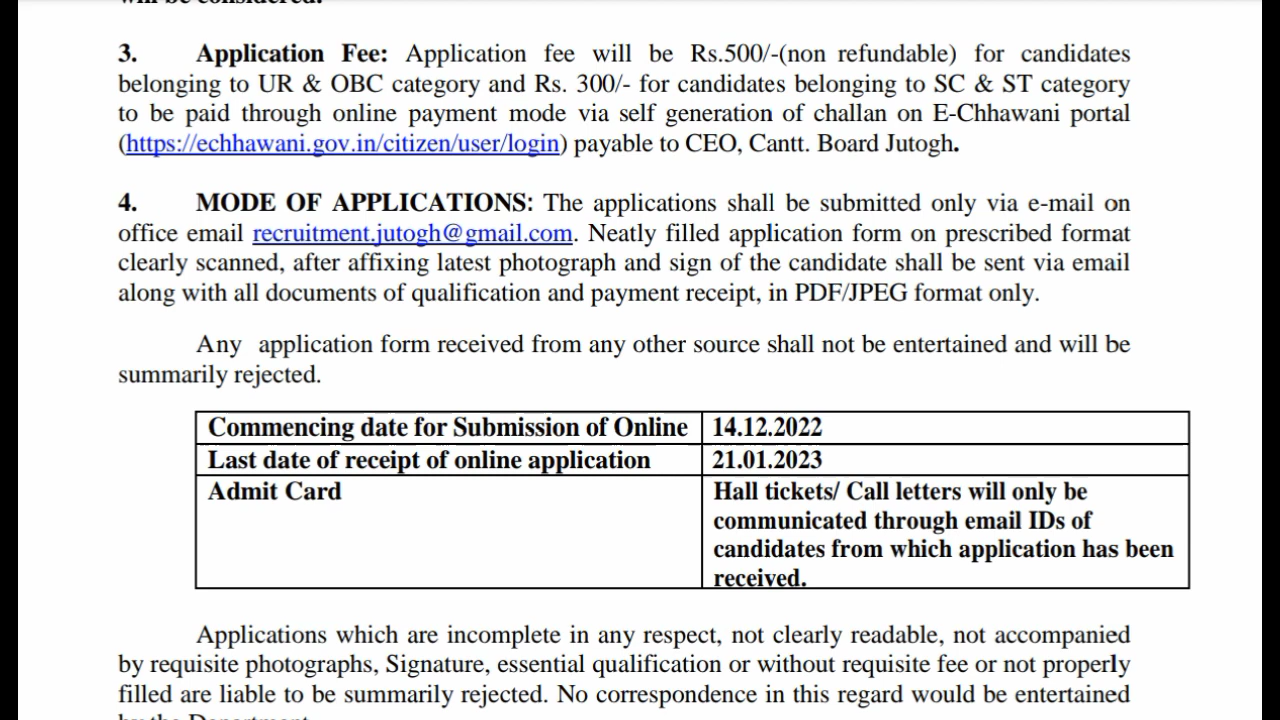 will be considered.
3. Application Fee: Application fee will be Rs.500/-(non refundable) for candidates
belonging to UR & OBC category and Rs. 300/- for candidates belonging to SC & ST category
to be paid through online payment mode via self generation of challan on E-Chhawani portal
(https://echhawani.gov.in/citizen/user/login) payable to CEO, Cantt. Board Jutogh.
4. MODE OF APPLICATIONS: The applications shall be submitted only via e-mail on
office email recruitment.jutogh@gmail.com. Neatly filled application form on prescribed format
clearly scanned, after affixing latest photograph and sign of the candidate shall be sent via email
along with all documents of qualification and payment receipt, in PDF/JPEG format only.
Any application form received from any other source shall not be entertained and will be
summarily rejected.
Commencing date for Submission of Online 14.12.2022
Last date of receipt of online application 21.01.2023
Admit Card Hall tickets/ Call letters will only be
communicated through email IDs of
candidates from which application has been
received.
Applications which are incomplete in any respect, not clearly readable, not accompanied
by requisite photographs, Signature, essential qualification or without requisite fee or not properly
filled are liable to be summarily rejected. No correspondence in this regard would be entertained
by the Department.